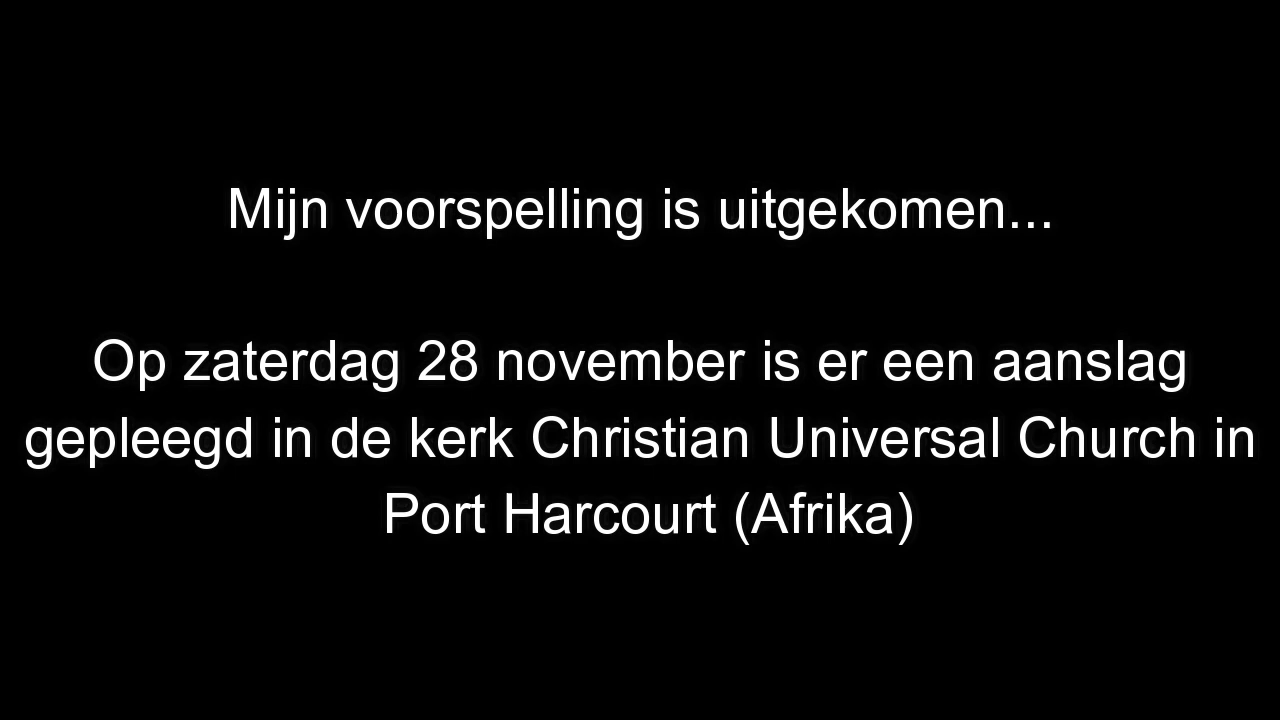 Mijn voorspelling is uitgekomen...
Op zaterdag 28 november is er een aanslag
gepleegd in de kerk Christian Universal Church in
Port Harcourt (Afrika)